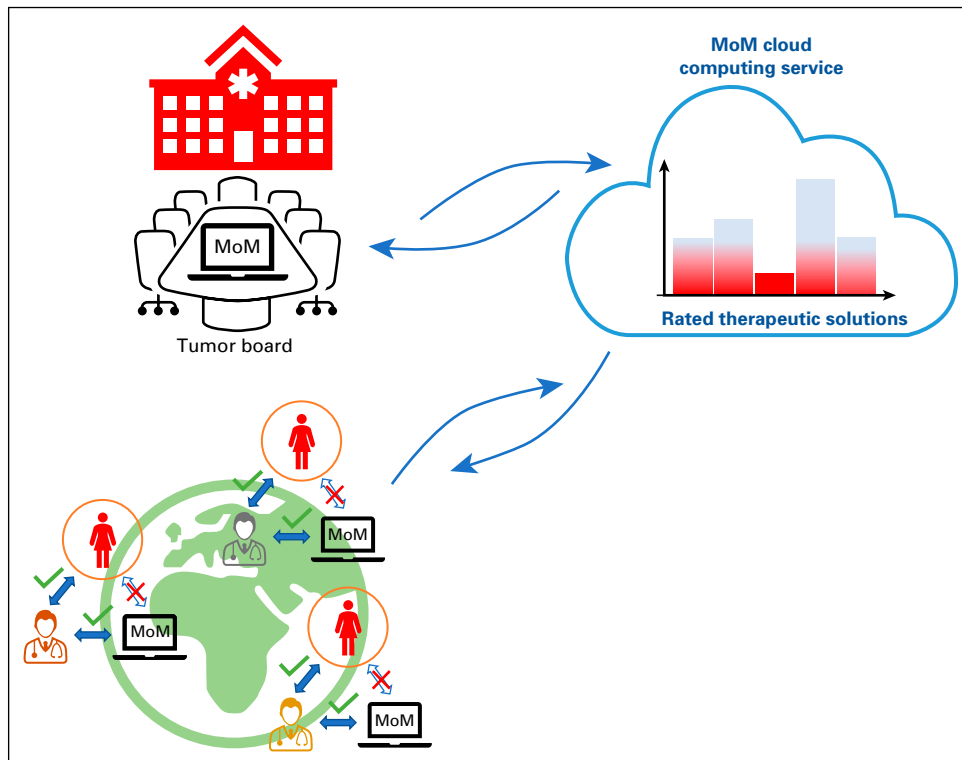 MoM cloud
computing service
MoM
Tumor board
Rated therapeutic solutions
MoM
MoM
MoM